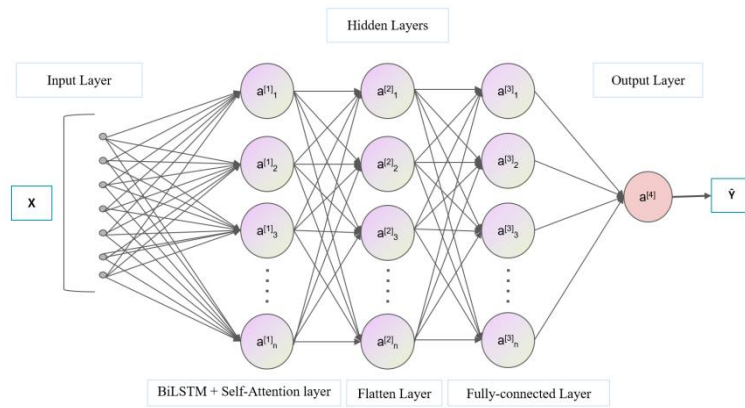 Hidden Layers
Input Layer
Output Layer
X
a[1]1
a[2]1
a[3]1
a[1]2
a[2]2
a[3]2
a[1]3
a[2]3
a[3]3
a[1]n
a[2]n
a[3]n
a[4]
Ŷ
BiLSTM + Self-Attention layer
Flatten Layer
Fully-connected Layer